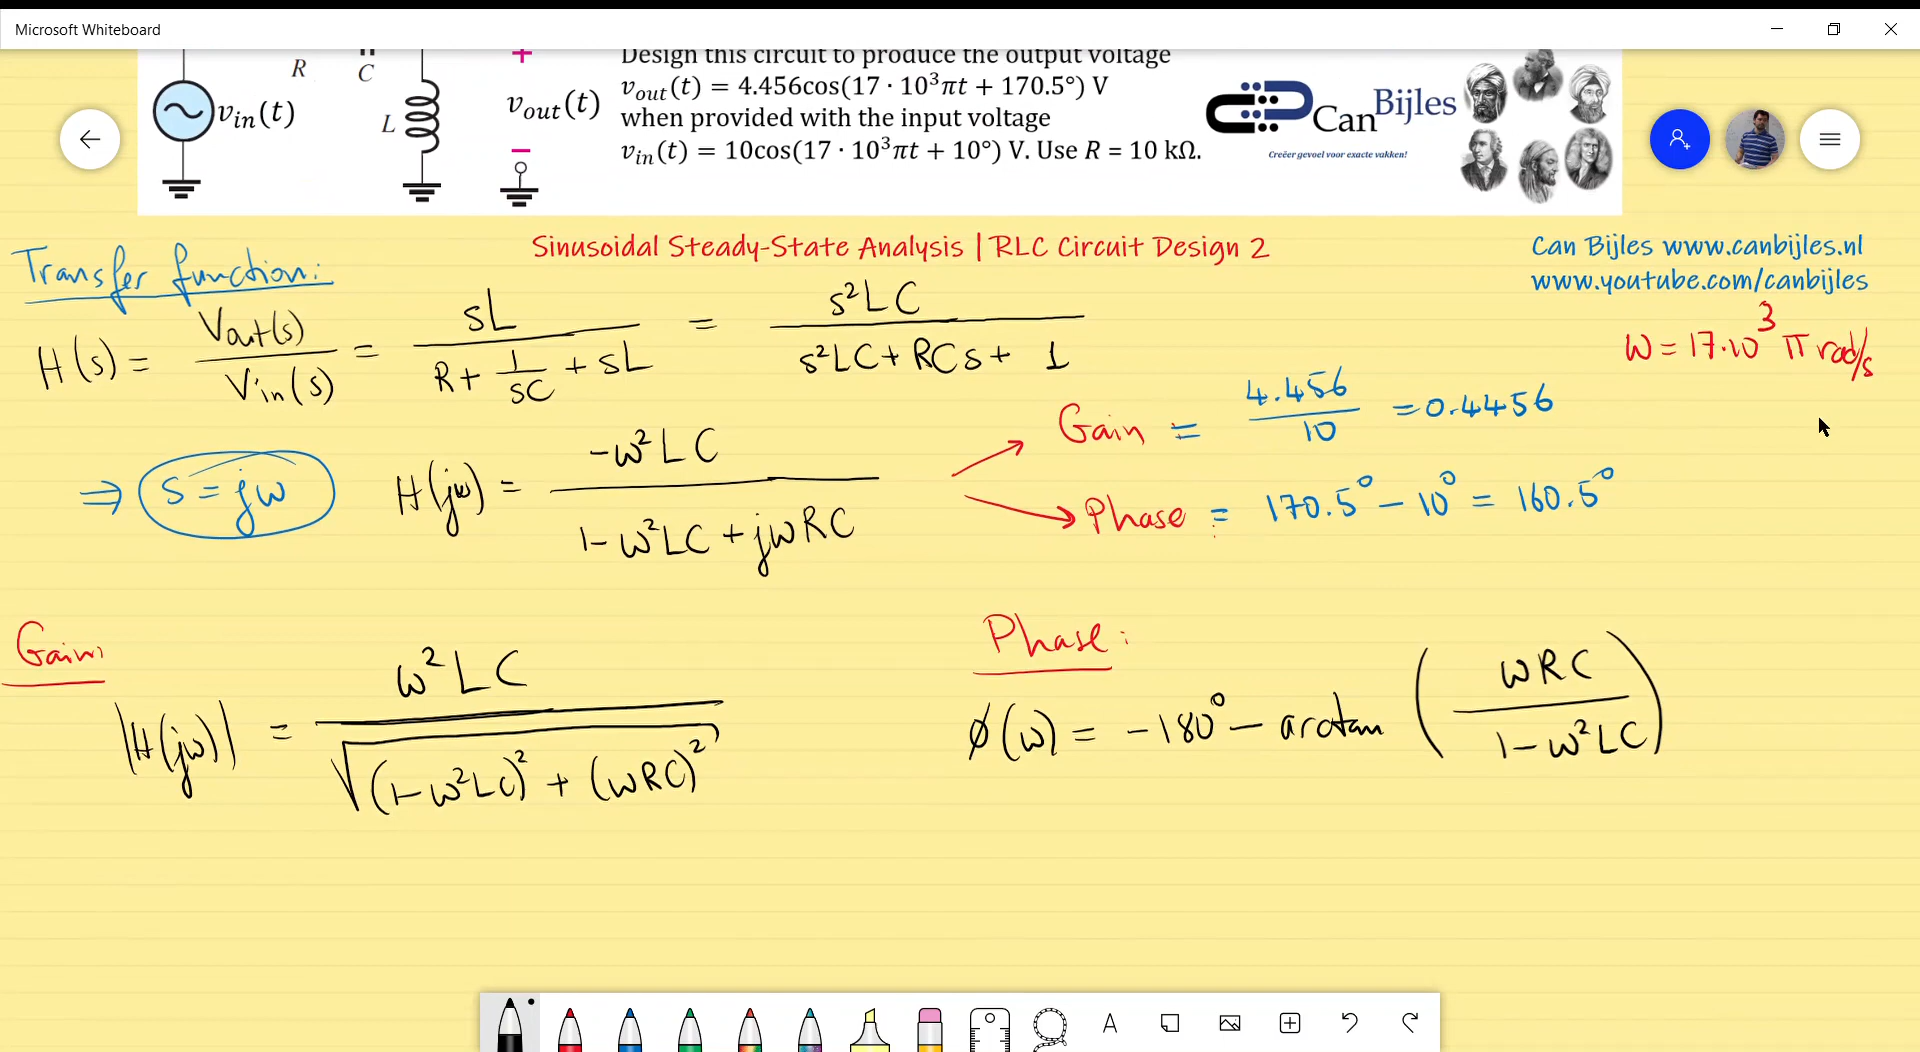 Microsoft Whiteboard
Design this circuit to produce the output voltage
R C + v_out(t) = 4.456cos(17 · 10³πt + 170.5°) V
v_in(t) L v_out(t) when provided with the input voltage
− v_in(t) = 10cos(17 · 10³πt + 10°) V. Use R = 10 kΩ.
Can Bijles
Creëer gevoel voor exacte vakken!
Sinusoidal Steady-State Analysis | RLC Circuit Design 2
Can Bijles www.canbijles.nl
www.youtube.com/canbijles
Transfer function:
H(s) = Vout(s) / Vin(s) = sL / (R + 1/sC + sL) = s²LC / (s²LC + RCs + 1)
ω = 17·10³ π rad/s
Gain = 4.456 / 10 = 0.4456
⇒ s = jω H(jω) = −ω²LC / (1 − ω²LC + jωRC)
Phase = 170.5° − 10° = 160.5°
Gain:
|H(jω)| = ω²LC / √((1−ω²LC)² + (ωRC)²)
Phase:
φ(ω) = −180° − arctan (ωRC / (1−ω²LC))
A